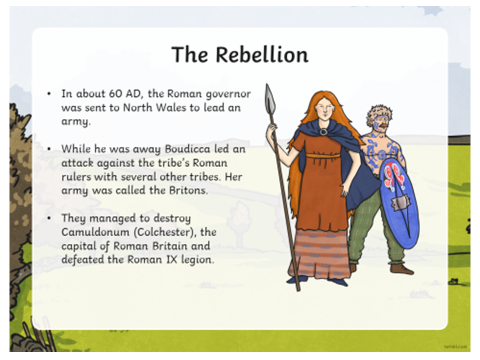 The Rebellion
• In about 60 AD, the Roman governor
was sent to North Wales to lead an
army.
• While he was away Boudicca led an
attack against the tribe's Roman
rulers with several other tribes. Her
army was called the Britons.
• They managed to destroy
Camuldonum (Colchester), the
capital of Roman Britain and
defeated the Roman IX legion.